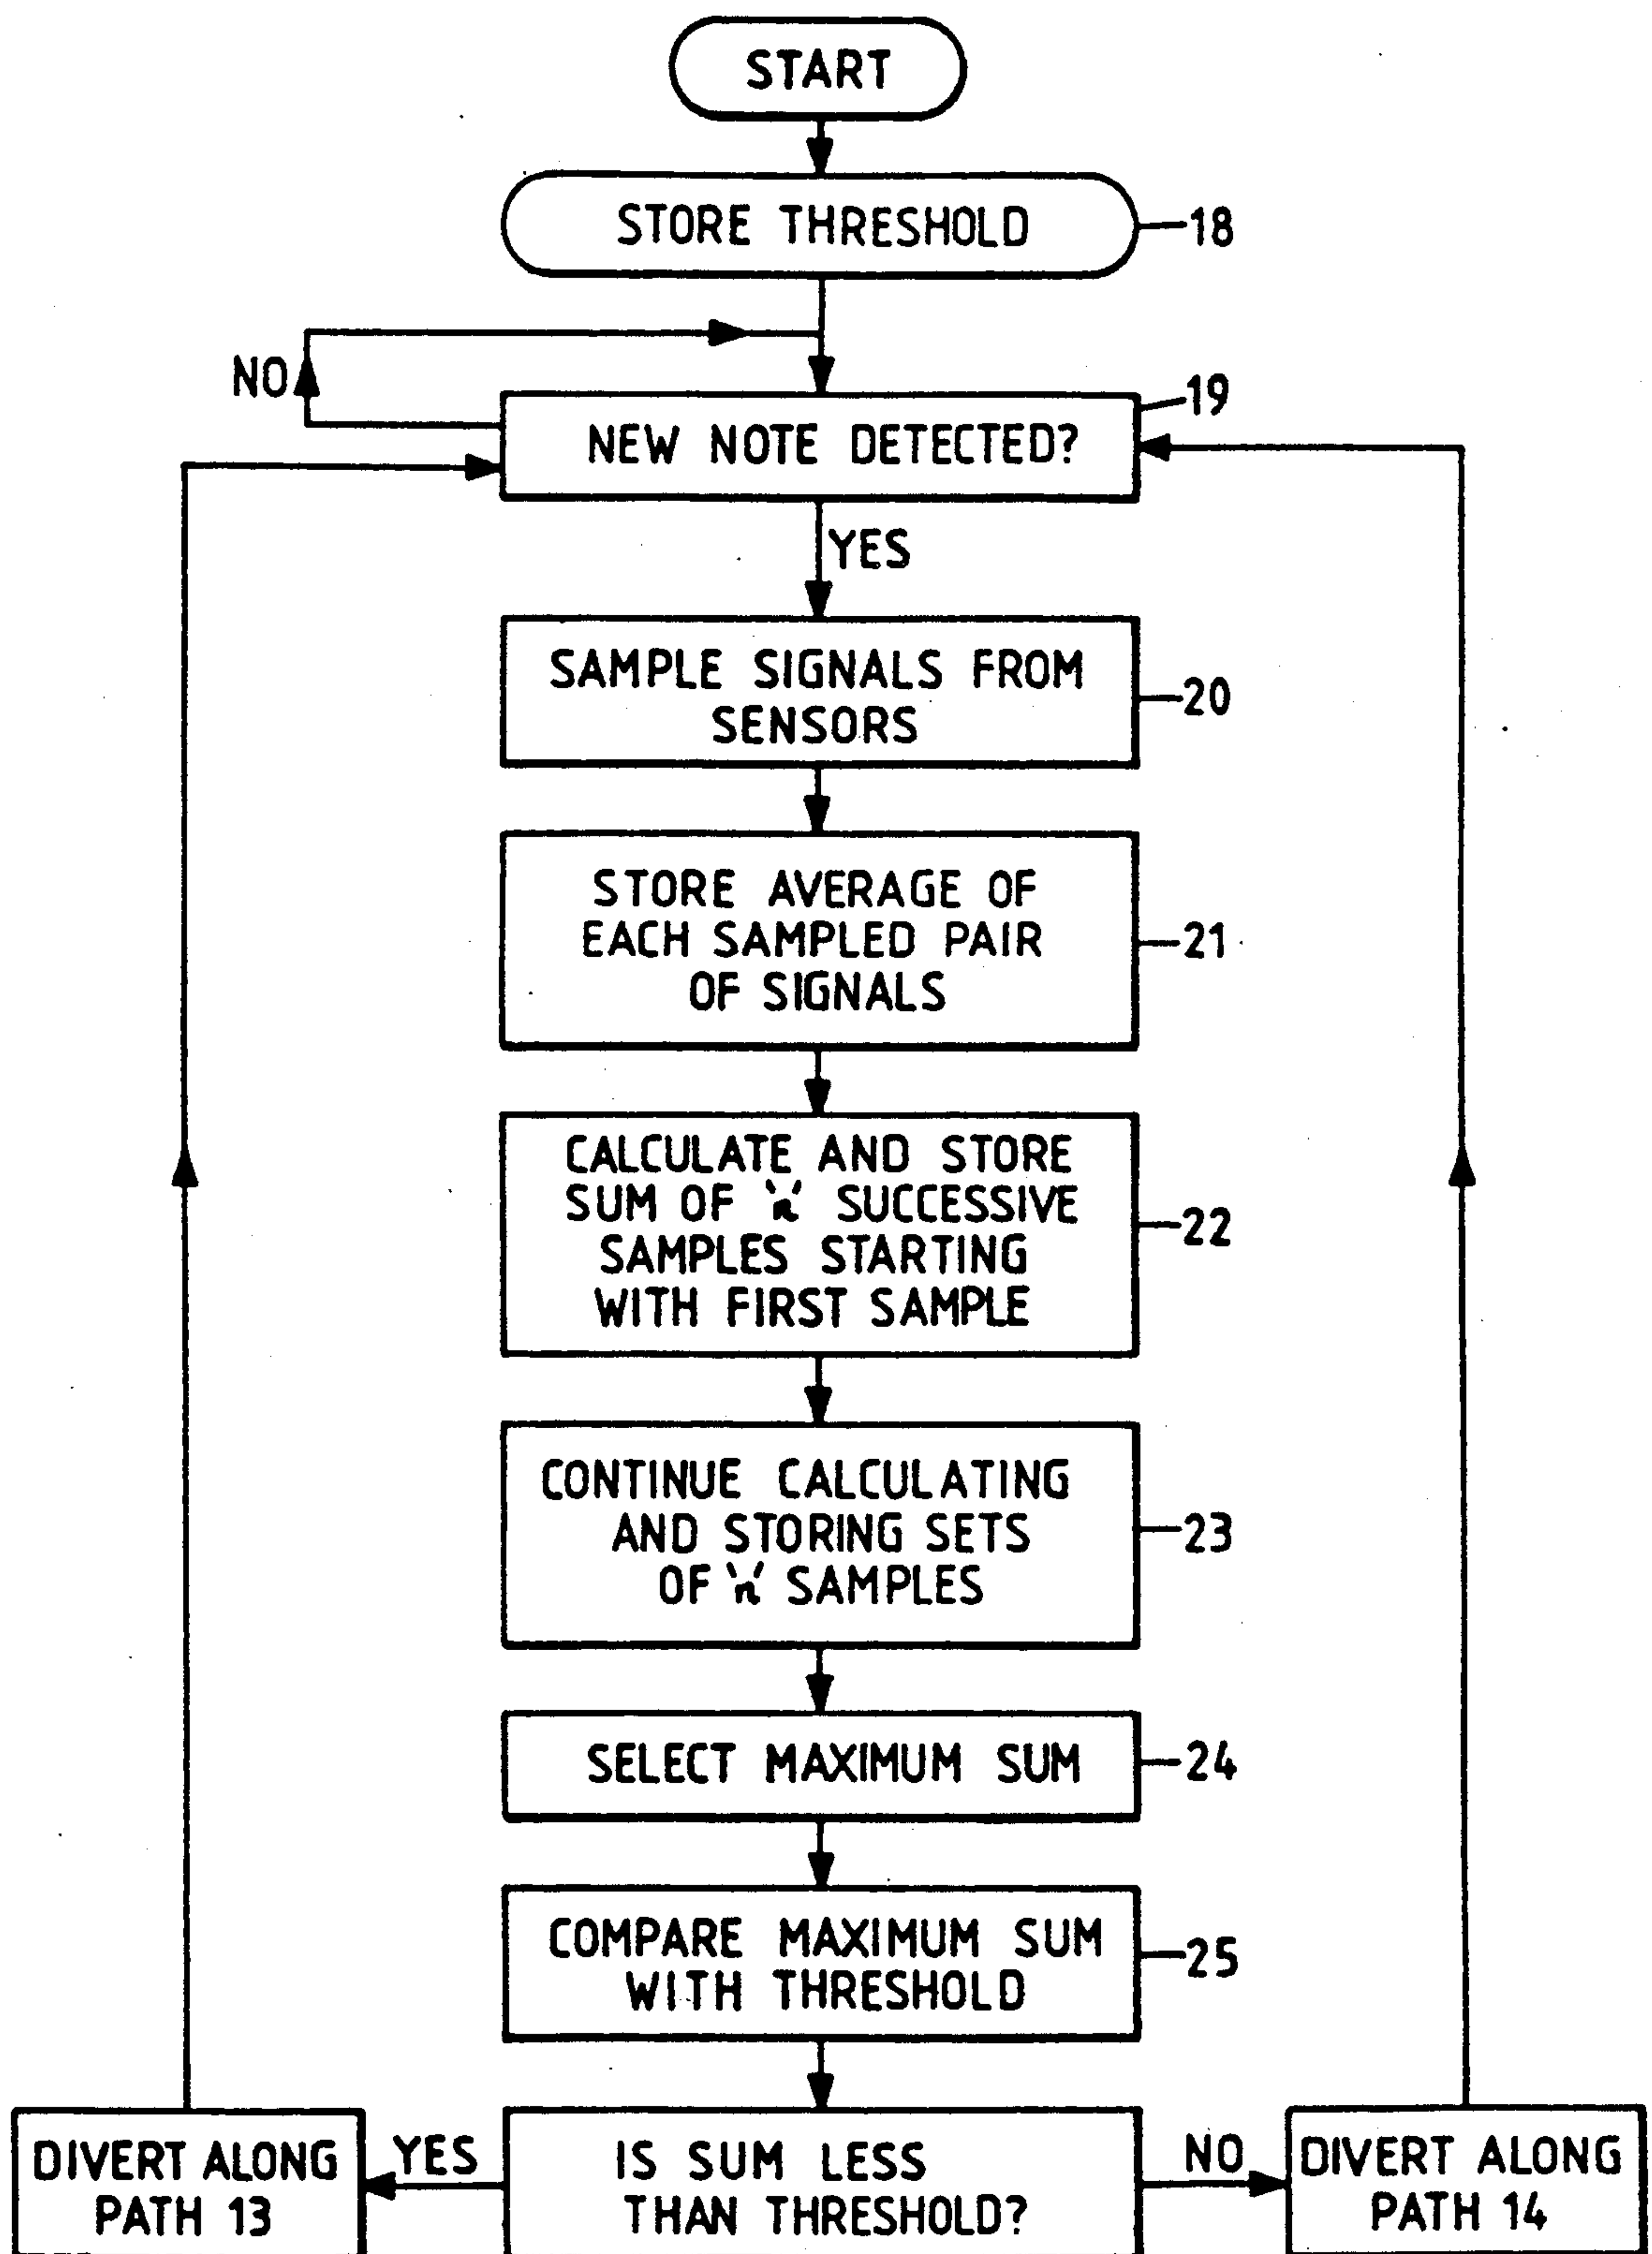 START
STORE THRESHOLD
18
NO
NEW NOTE DETECTED?
19
YES
SAMPLE SIGNALS FROM
SENSORS
20
STORE AVERAGE OF
EACH SAMPLED PAIR
OF SIGNALS
21
CALCULATE AND STORE
SUM OF 'n' SUCCESSIVE
SAMPLES STARTING
WITH FIRST SAMPLE
22
CONTINUE CALCULATING
AND STORING SETS
OF 'n' SAMPLES
23
SELECT MAXIMUM SUM
24
COMPARE MAXIMUM SUM
WITH THRESHOLD
25
DIVERT ALONG
PATH 13
YES
IS SUM LESS
THAN THRESHOLD?
NO
DIVERT ALONG
PATH 14